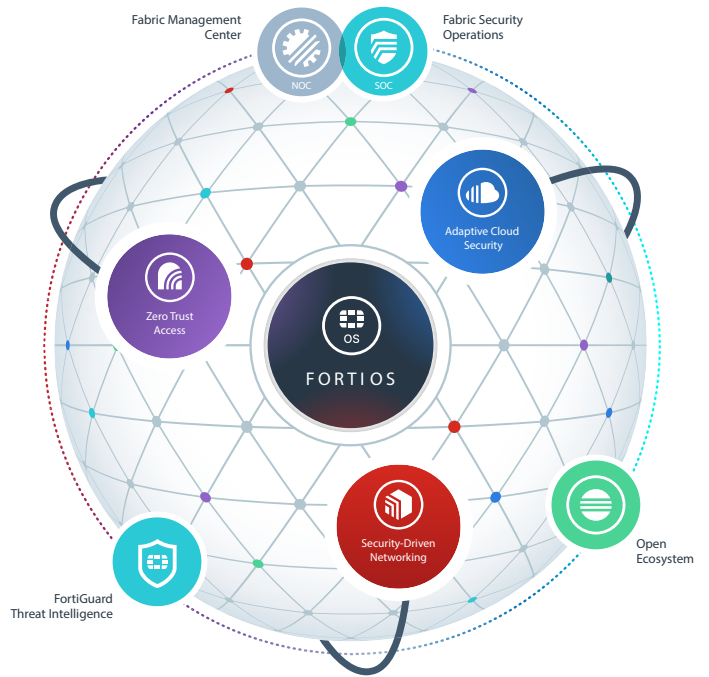 Fabric Management
Center
Fabric Security
Operations
NOC
SOC
Adaptive Cloud
Security
Zero Trust
Access
OS
FORTIOS
Security-Driven
Networking
Open
Ecosystem
FortiGuard
Threat Intelligence